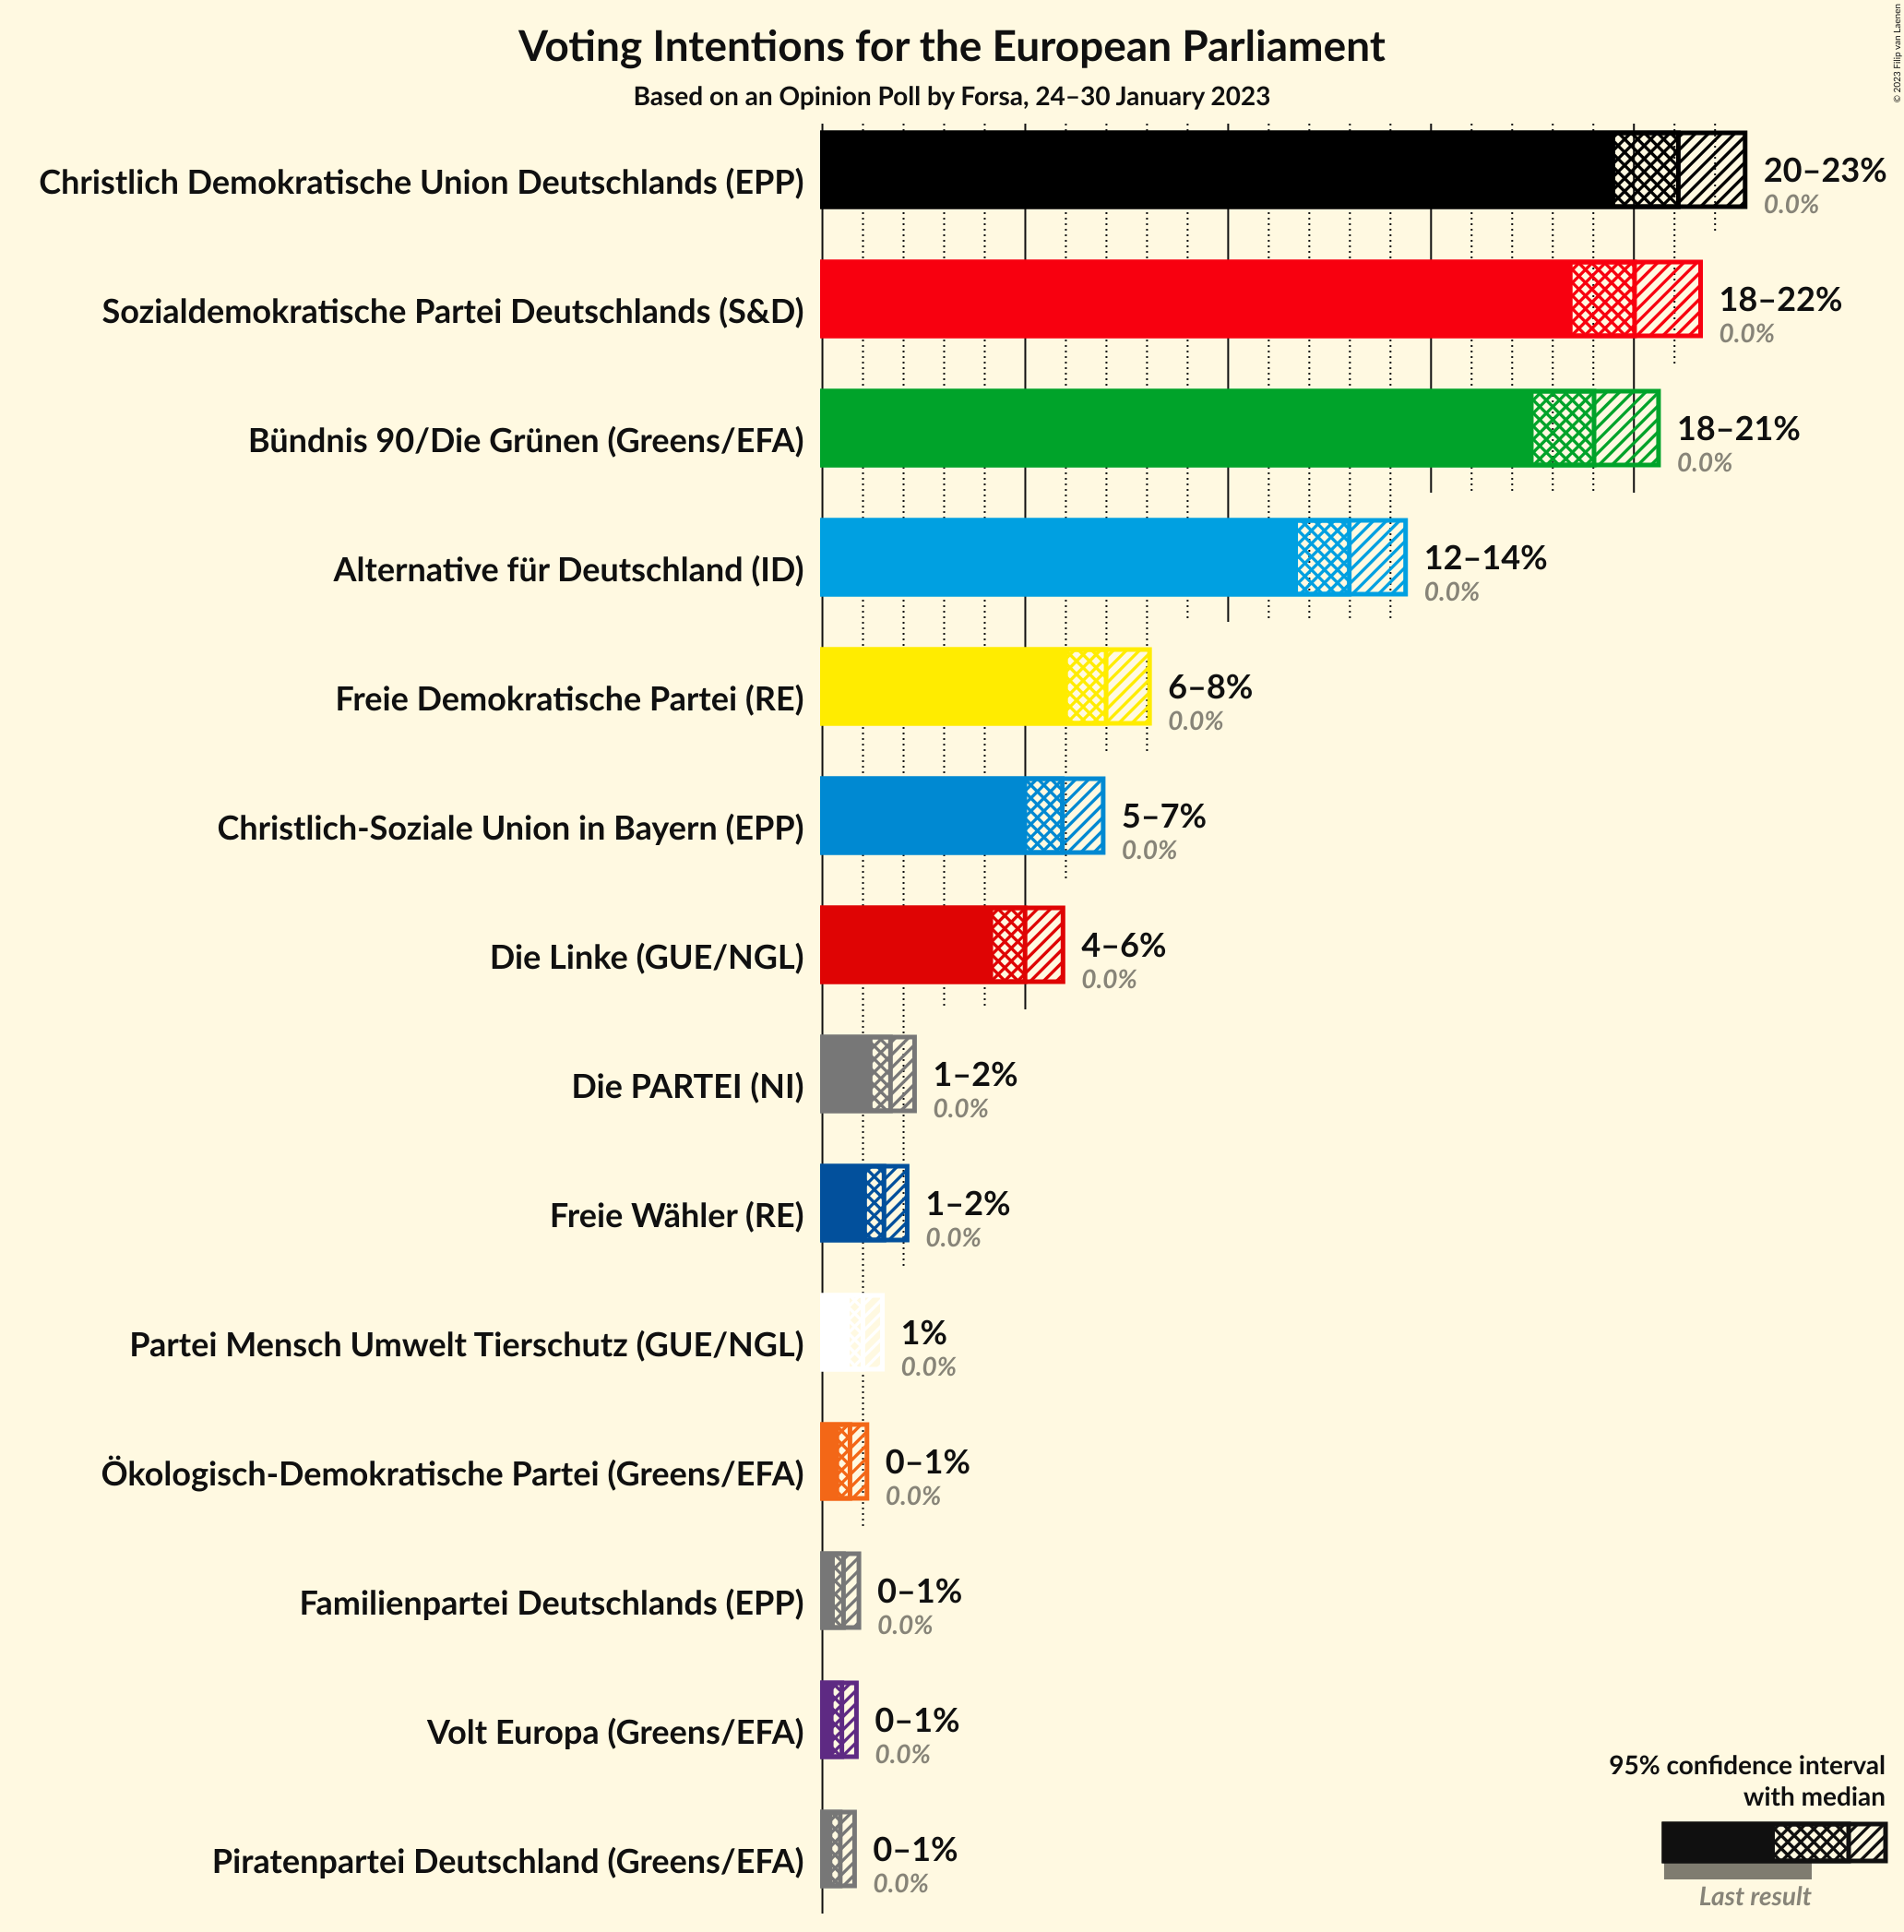 Voting Intentions for the European Parliament
Based on an Opinion Poll by Forsa, 24–30 January 2023
© 2023 Filip van Laenen
Christlich Demokratische Union Deutschlands (EPP)
20–23%
0.0%
Sozialdemokratische Partei Deutschlands (S&D)
18–22%
0.0%
Bündnis 90/Die Grünen (Greens/EFA)
18–21%
0.0%
Alternative für Deutschland (ID)
12–14%
0.0%
Freie Demokratische Partei (RE)
6–8%
0.0%
Christlich-Soziale Union in Bayern (EPP)
5–7%
0.0%
Die Linke (GUE/NGL)
4–6%
0.0%
Die PARTEI (NI)
1–2%
0.0%
Freie Wähler (RE)
1–2%
0.0%
Partei Mensch Umwelt Tierschutz (GUE/NGL)
1%
0.0%
Ökologisch-Demokratische Partei (Greens/EFA)
0–1%
0.0%
Familienpartei Deutschlands (EPP)
0–1%
0.0%
Volt Europa (Greens/EFA)
0–1%
0.0%
Piratenpartei Deutschland (Greens/EFA)
0–1%
0.0%
95% confidence interval
with median
Last result